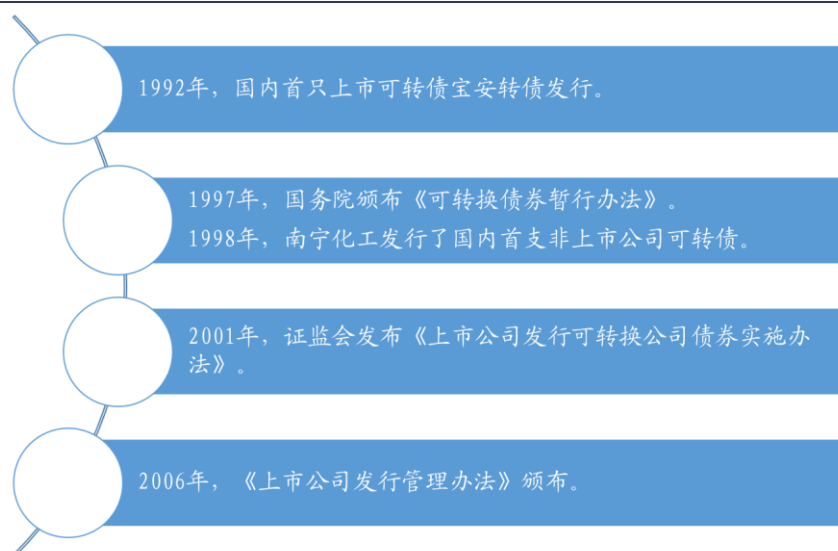 1992年，国内首只上市可转债宝安转债发行。
1997年，国务院颁布《可转换债券暂行办法》。
1998年，南宁化工发行了国内首支非上市公司可转债。
2001年，证监会发布《上市公司发行可转换公司债券实施办
法》。
2006年，《上市公司发行管理办法》颁布。